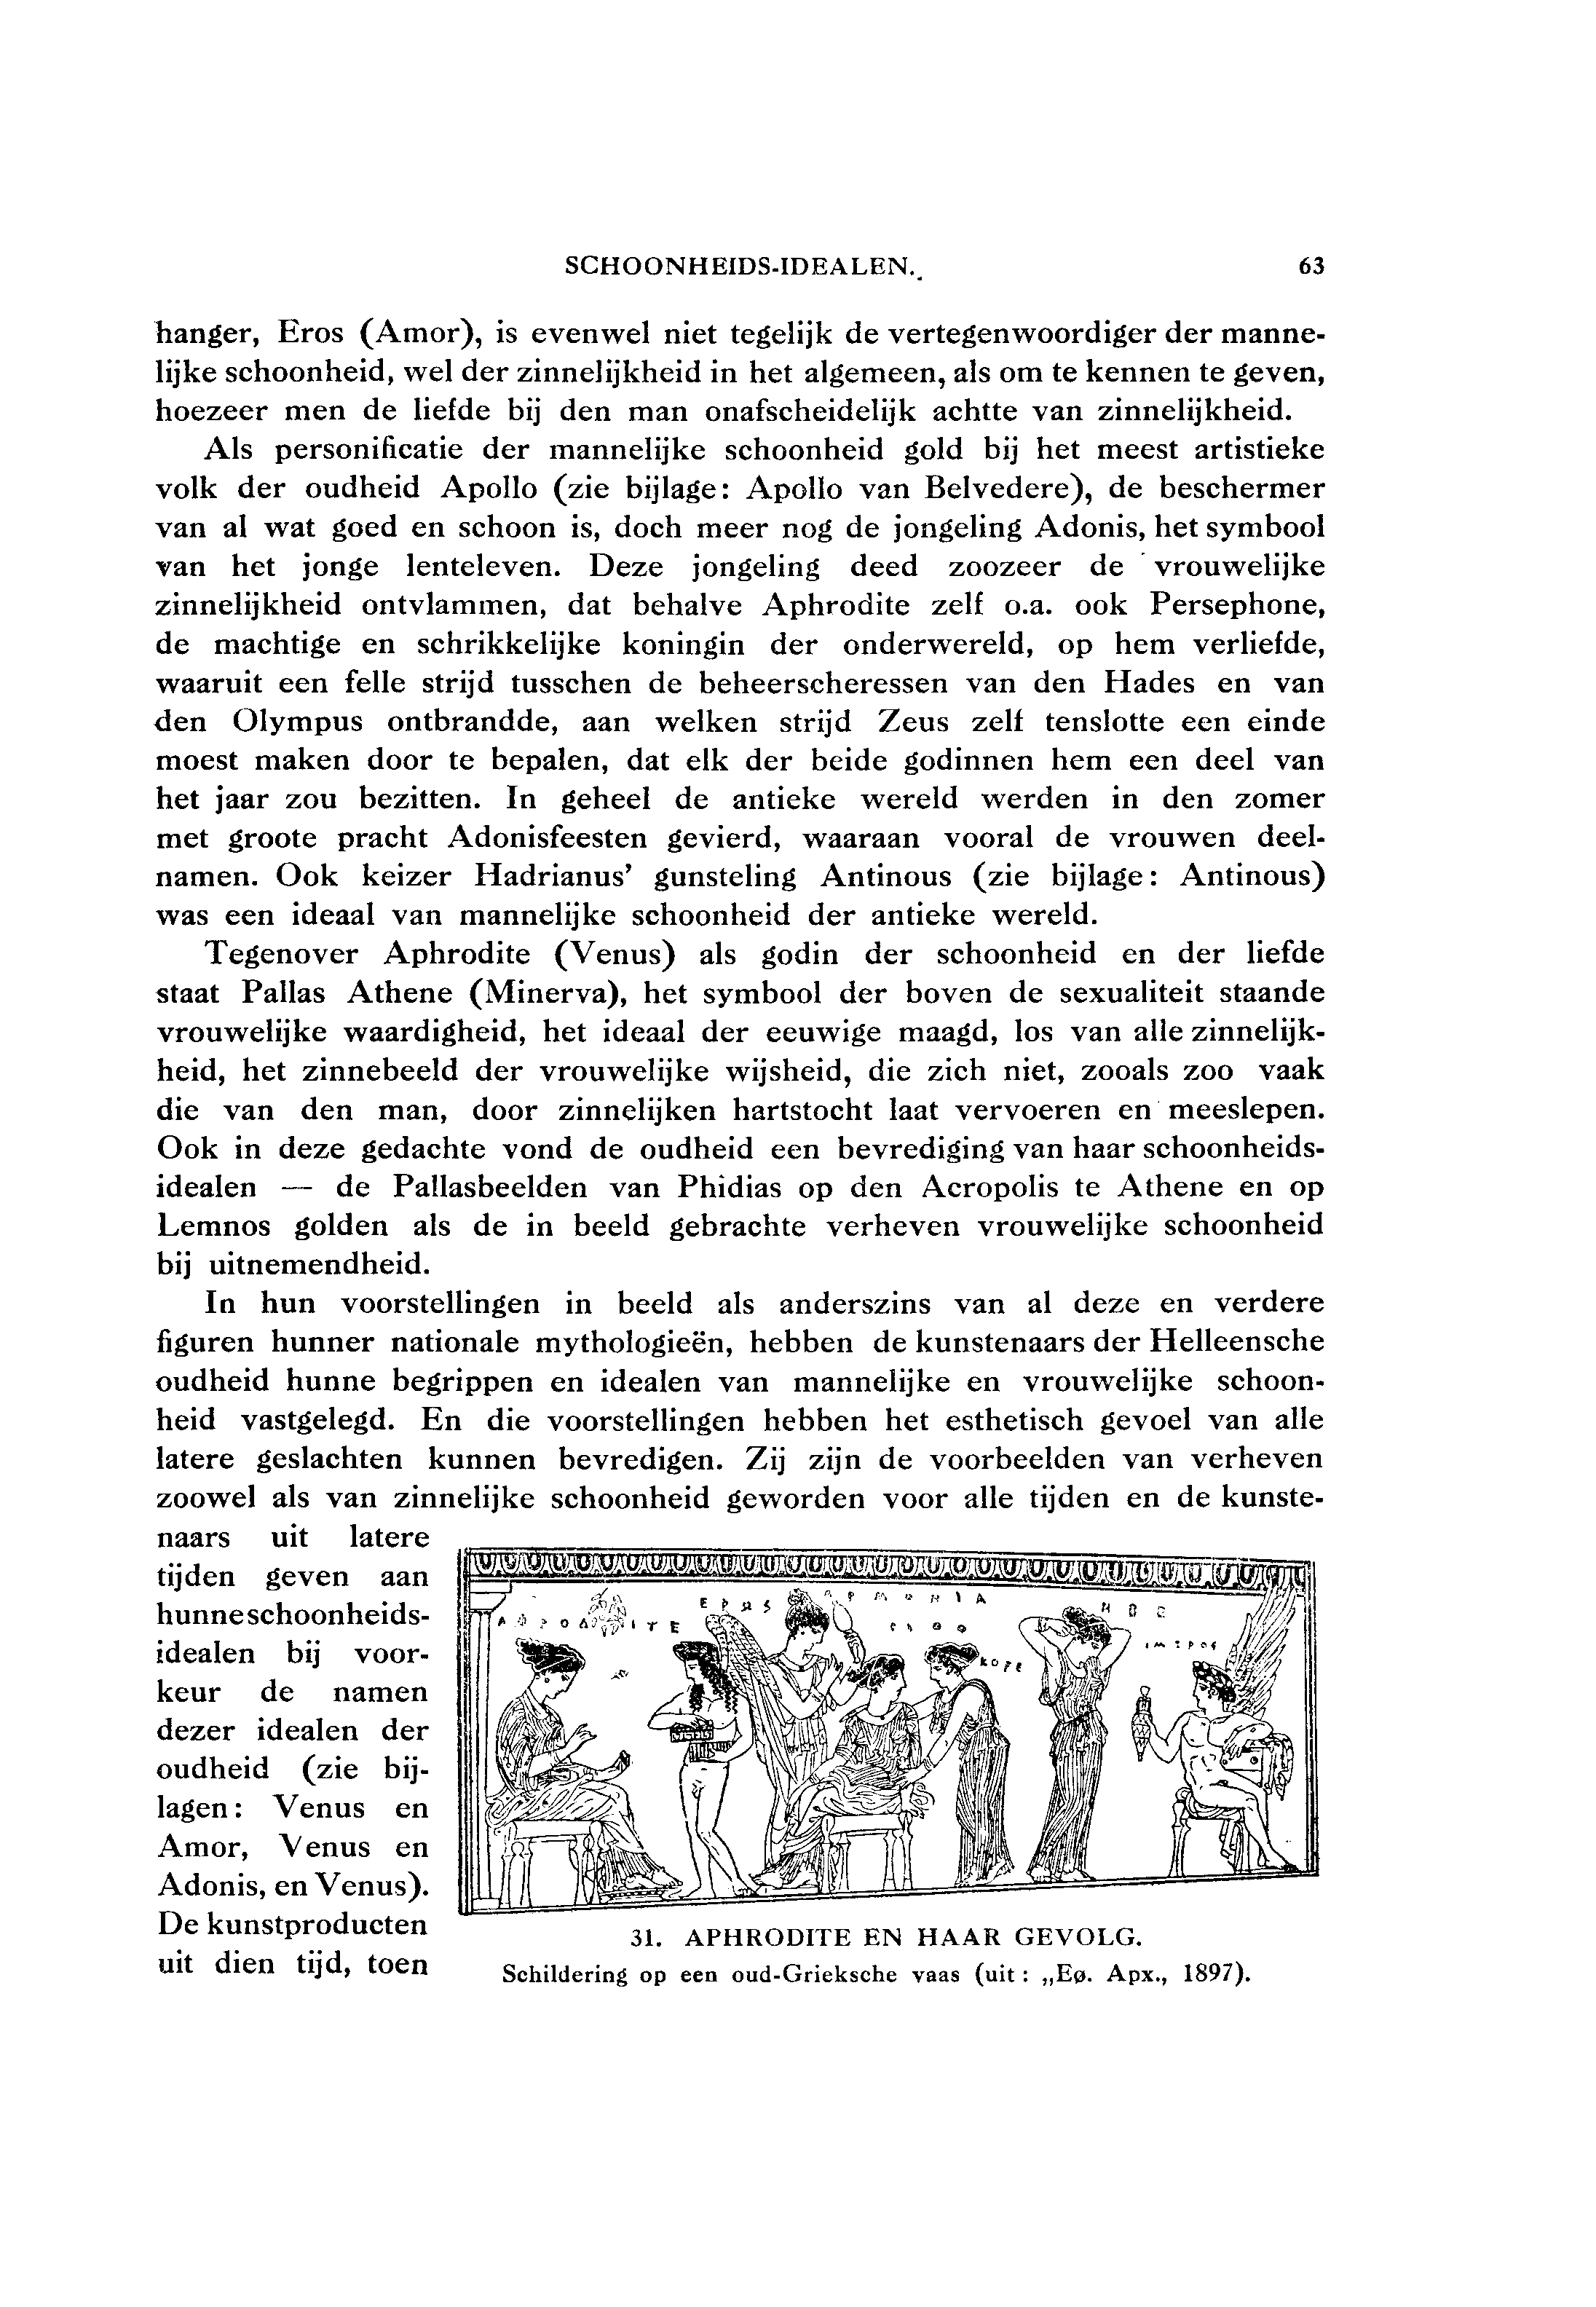 SCHOONHEIDS-IDEALEN. 63
hanger, Eros (Amor), is evenwel niet tegelijk de vertegenwoordiger der manne-
lijke schoonheid, wel der zinnelijkheid in het algemeen, als om te kennen te geven,
hoezeer men de liefde bij den man onafscheidelijk achtte van zinnelijkheid.
Als personificatie der mannelijke schoonheid gold bij het meest artistieke
volk der oudheid Apollo (zie bijlage: Apollo van Belvedere), de beschermer
van al wat goed en schoon is, doch meer nog de jongeling Adonis, het symbool
van het jonge lenteleven. Deze jongeling deed zoozeer de vrouwelijke
zinnelijkheid ontvlammen, dat behalve Aphrodite zelf o.a. ook Persephone,
de machtige en schrikkelijke koningin der onderwereld, op hem verliefde,
waaruit een felle strijd tusschen de beheerscheressen van den Hades en van
den Olympus ontbrandde, aan welken strijd Zeus zelf tenslotte een einde
moest maken door te bepalen, dat elk der beide godinnen hem een deel van
het jaar zou bezitten. In geheel de antieke wereld werden in den zomer
met groote pracht Adonisfeesten gevierd, waaraan vooral de vrouwen deel-
namen. Ook keizer Hadrianus' gunsteling Antinous (zie bijlage: Antinous)
was een ideaal van mannelijke schoonheid der antieke wereld.
Tegenover Aphrodite (Venus) als godin der schoonheid en der liefde
staat Pallas Athene (Minerva), het symbool der boven de sexualiteit staande
vrouwelijke waardigheid, het ideaal der eeuwige maagd, los van alle zinnelijk-
heid, het zinnebeeld der vrouwelijke wijsheid, die zich niet, zooals zoo vaak
die van den man, door zinnelijken hartstocht laat vervoeren en meeslepen.
Ook in deze gedachte vond de oudheid een bevrediging van haar schoonheids-
idealen — de Pallasbeelden van Phidias op den Acropolis te Athene en op
Lemnos golden als de in beeld gebrachte verheven vrouwelijke schoonheid
bij uitnemendheid.
In hun voorstellingen in beeld als anderszins van al deze en verdere
figuren hunner nationale mythologieën, hebben de kunstenaars der Helleensche
oudheid hunne begrippen en idealen van mannelijke en vrouwelijke schoon-
heid vastgelegd. En die voorstellingen hebben het esthetisch gevoel van alle
latere geslachten kunnen bevredigen. Zij zijn de voorbeelden van verheven
zoowel als van zinnelijke schoonheid geworden voor alle tijden en de kunste-
naars uit latere
tijden geven aan
hunne schoonheids-
idealen bij voor-
keur de namen
dezer idealen der
oudheid (zie bij-
lagen: Venus en
Amor, Venus en
Adonis, en Venus).
De kunstproducten
uit dien tijd, toen
31. APHRODITE EN HAAR GEVOLG.
Schildering op een oud-Grieksche vaas (uit: „Eø. Apx., 1897).